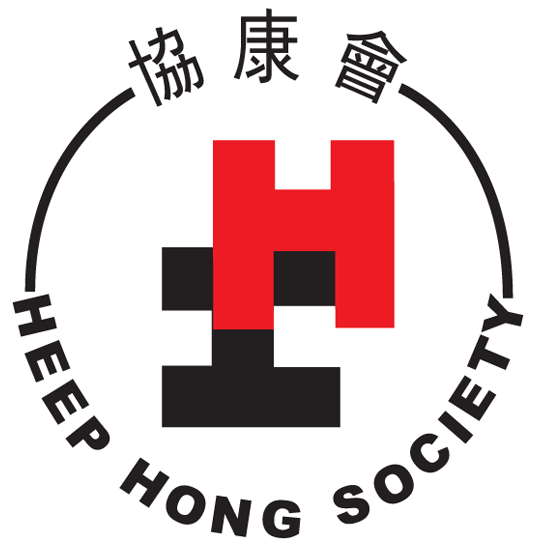 協康會
HEEP HONG SOCIETY